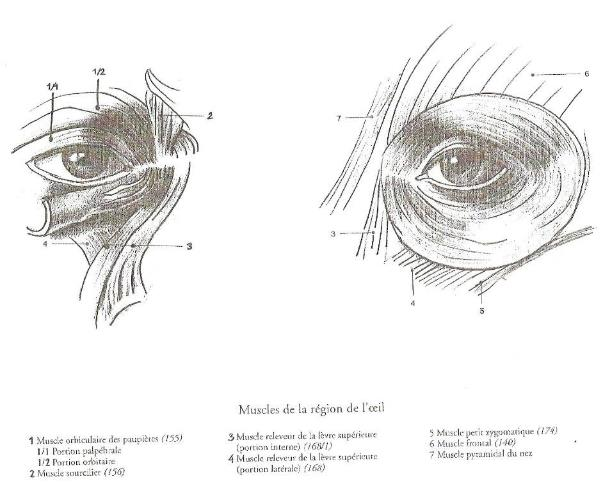 1/2
1/1
2
4
3
6
7
3
4
5
Muscles de la région de l'œil
1 Muscle orbiculaire des paupières (155)
1/1 Portion palpébrale
1/2 Portion orbitaire
2 Muscle sourcilier (156)
3 Muscle releveur de la lèvre supérieure
(portion interne) (168/1)
4 Muscle releveur de la lèvre supérieure
(portion latérale) (168)
5 Muscle petit zygomatique (174)
6 Muscle frontal (140)
7 Muscle pyramidal du nez